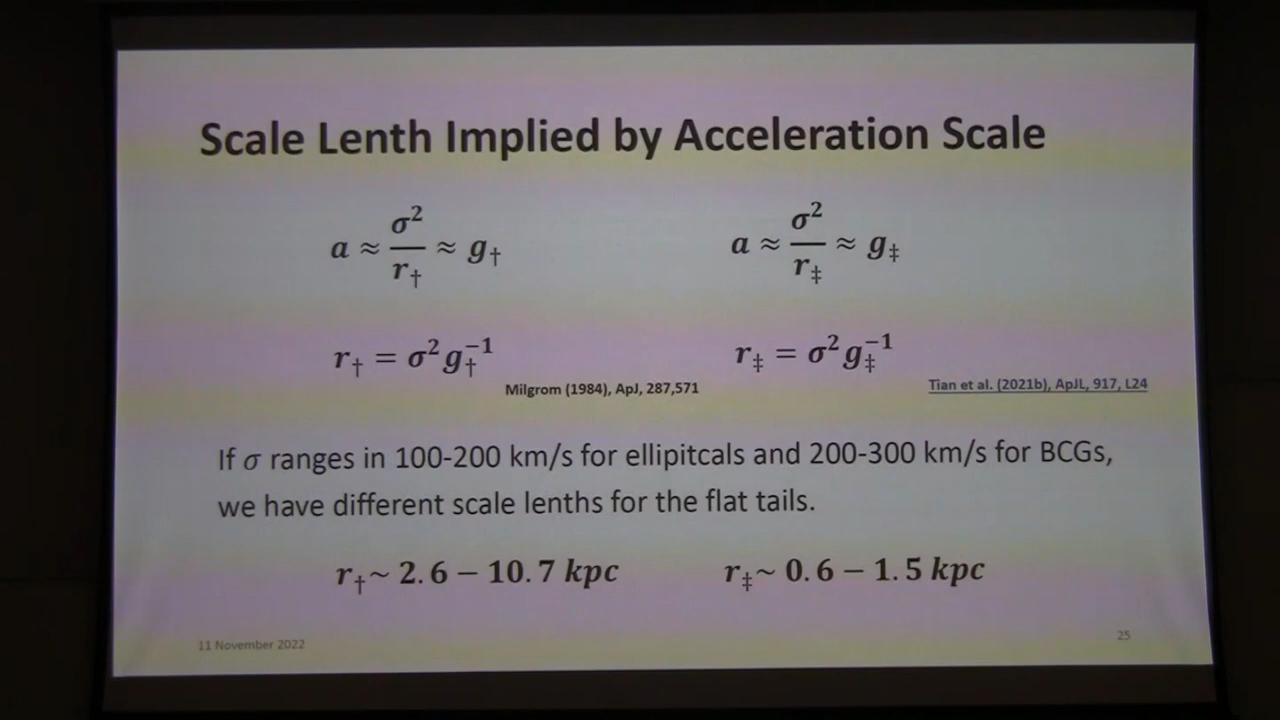 Scale Lenth Implied by Acceleration Scale
a ≈ σ²/r† ≈ g†
a ≈ σ²/r‡ ≈ g‡
r† = σ²g†⁻¹
r‡ = σ²g‡⁻¹
Milgrom (1984), ApJ, 287,571
Tian et al. (2021b), ApJL, 917, L24
If σ ranges in 100-200 km/s for ellipitcals and 200-300 km/s for BCGs,
we have different scale lenths for the flat tails.
r†~ 2.6 – 10.7 kpc
r‡~ 0.6 – 1.5 kpc
11 November 2022
25